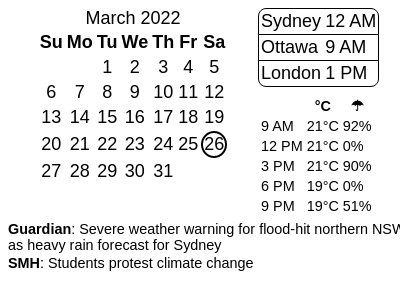 March 2022
Su Mo Tu We Th Fr Sa
1 2 3 4 5
6 7 8 9 10 11 12
13 14 15 16 17 18 19
20 21 22 23 24 25 26
27 28 29 30 31
Sydney 12 AM
Ottawa 9 AM
London 1 PM
°C ☂
9 AM 21°C 92%
12 PM 21°C 0%
3 PM 21°C 90%
6 PM 19°C 0%
9 PM 19°C 51%
Guardian: Severe weather warning for flood-hit northern NSW
as heavy rain forecast for Sydney
SMH: Students protest climate change